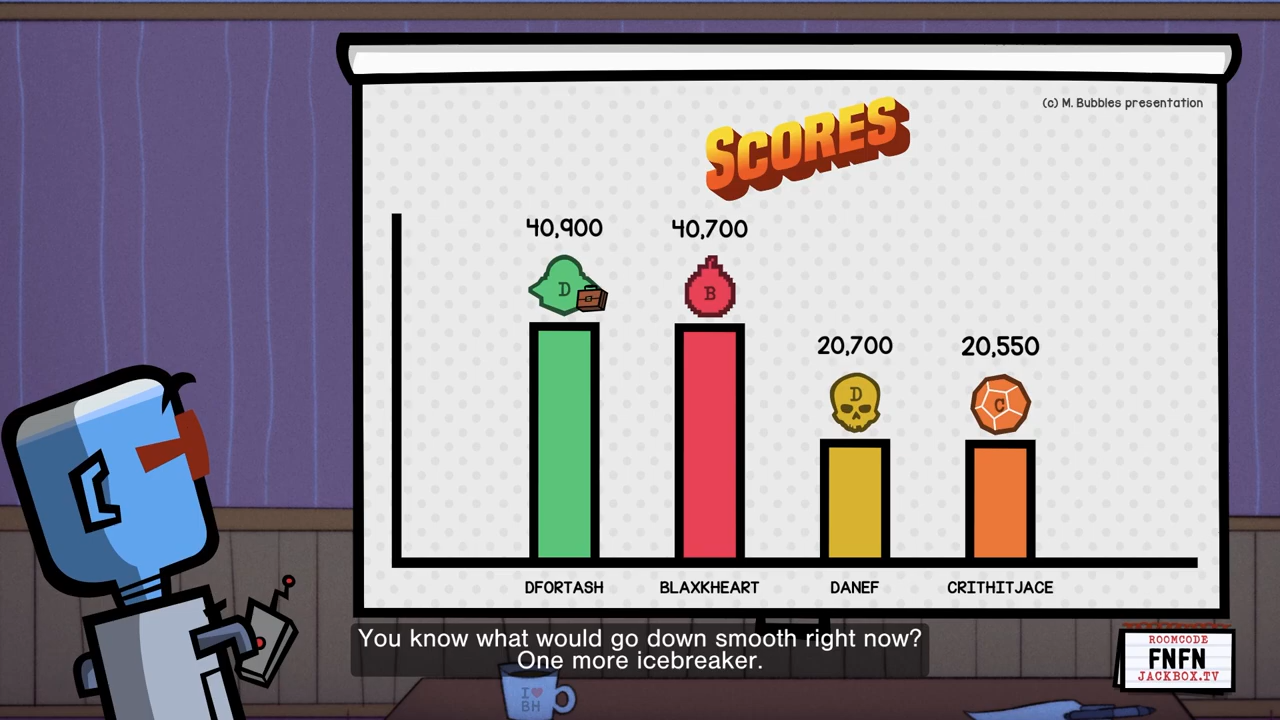 (c) M. Bubbles presentation
SCORES
40,900
40,700
D
B
20,700
20,550
D
C
DFORTASH
BLAXKHEART
DANEF
CRITHITJACE
You know what would go down smooth right now?
One more icebreaker.
ROOMCODE
FNFN
JACKBOX.TV
I ♥
BH